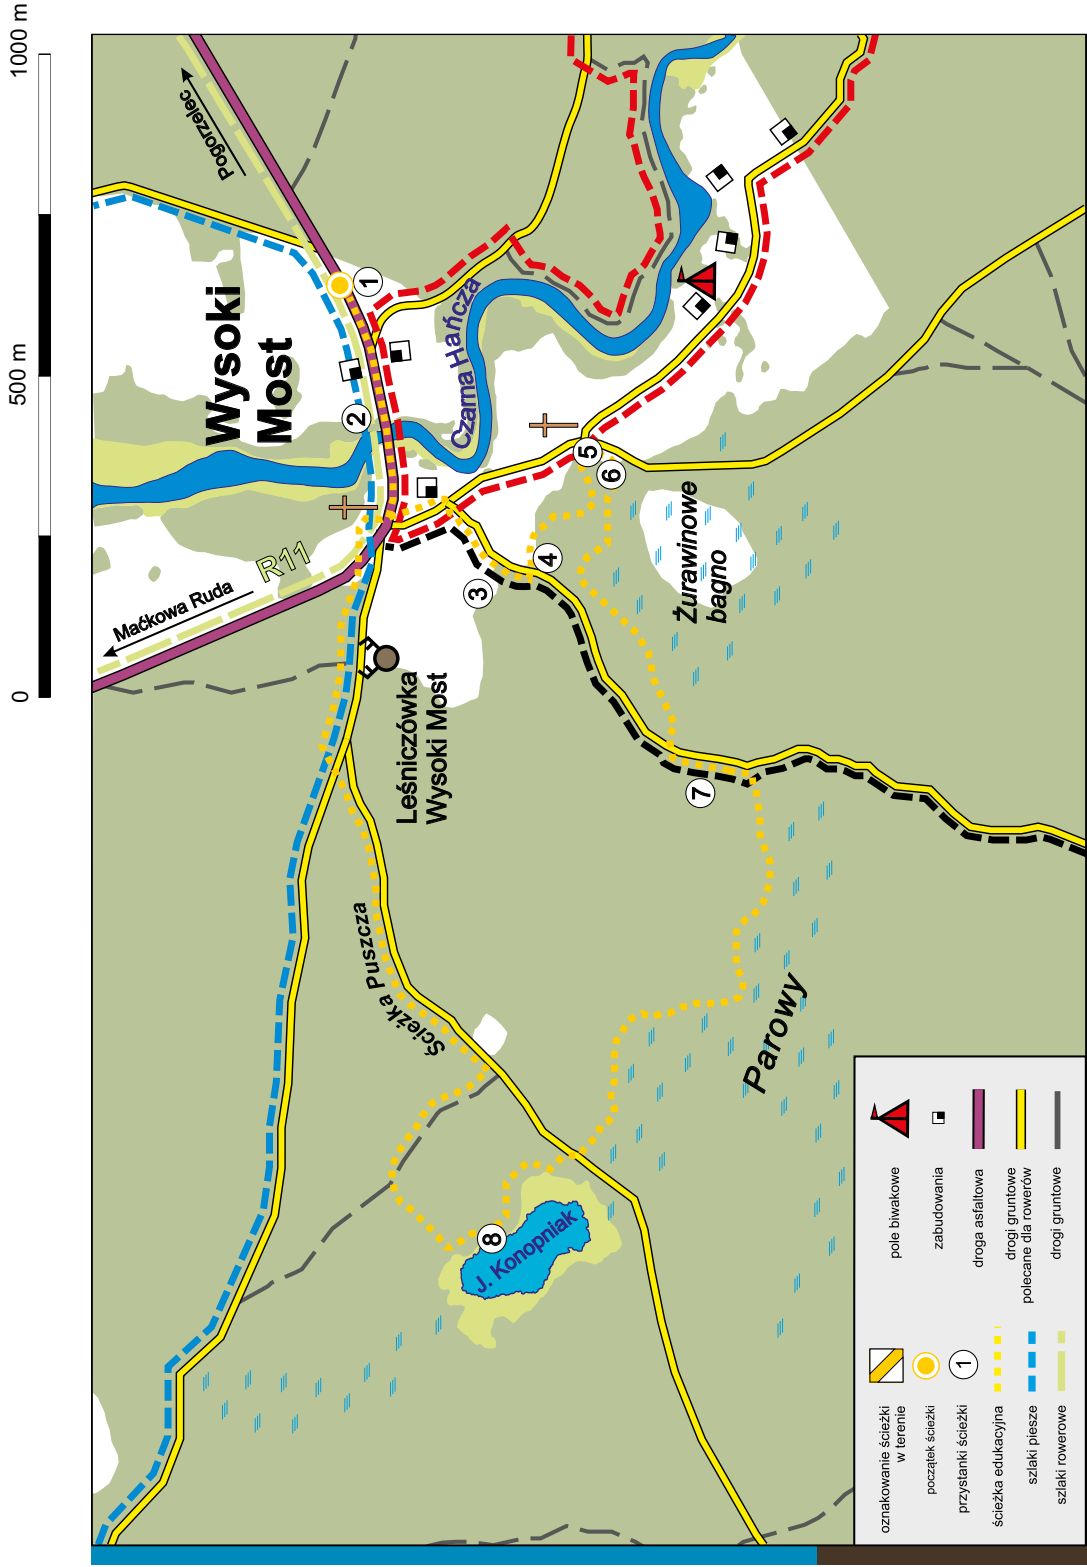 0
500 m
1000 m
Maćkowa Ruda
R11
Wysoki
Most
Pogorzelec
1
2
Czarna Hańcza
Leśniczówka
Wysoki Most
3
4
5
6
Żurawinowe
bagno
7
Ścieżka Puszcza
8
J. Konopniak
Parowy
oznakowanie ścieżki
w terenie
początek ścieżki
1
przystanki ścieżki
ścieżka edukacyjna
szlaki piesze
szlaki rowerowe
pole biwakowe
zabudowania
droga asfaltowa
drogi gruntowe
polecane dla rowerów
drogi gruntowe